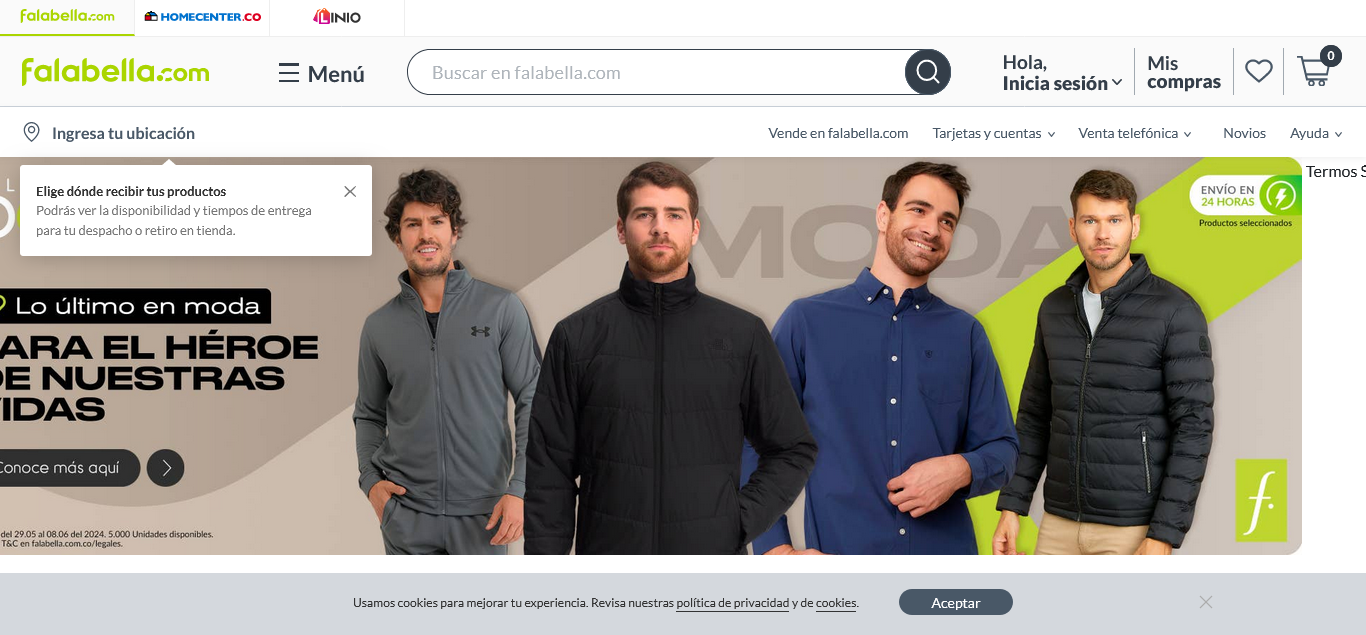 falabella.com
HOMECENTER.CO
LINIO
falabella.com
Menú
Buscar en falabella.com
Hola,
Inicia sesión
Mis
compras
0
Ingresa tu ubicación
Vende en falabella.com
Tarjetas y cuentas
Venta telefónica
Novios
Ayuda
Elige dónde recibir tus productos
Podrás ver la disponibilidad y tiempos de entrega
para tu despacho o retiro en tienda.
MODA
ENVÍO EN
24 HORAS
Productos seleccionados
Termos S
Lo último en moda
ARA EL HÉROE
DE NUESTRAS
VIDAS
Conoce más aquí
del 29.05 al 08.06 del 2024. 5.000 Unidades disponibles.
T&C en falabella.com.co/legales.
f.
Usamos cookies para mejorar tu experiencia. Revisa nuestras política de privacidad y de cookies.
Aceptar